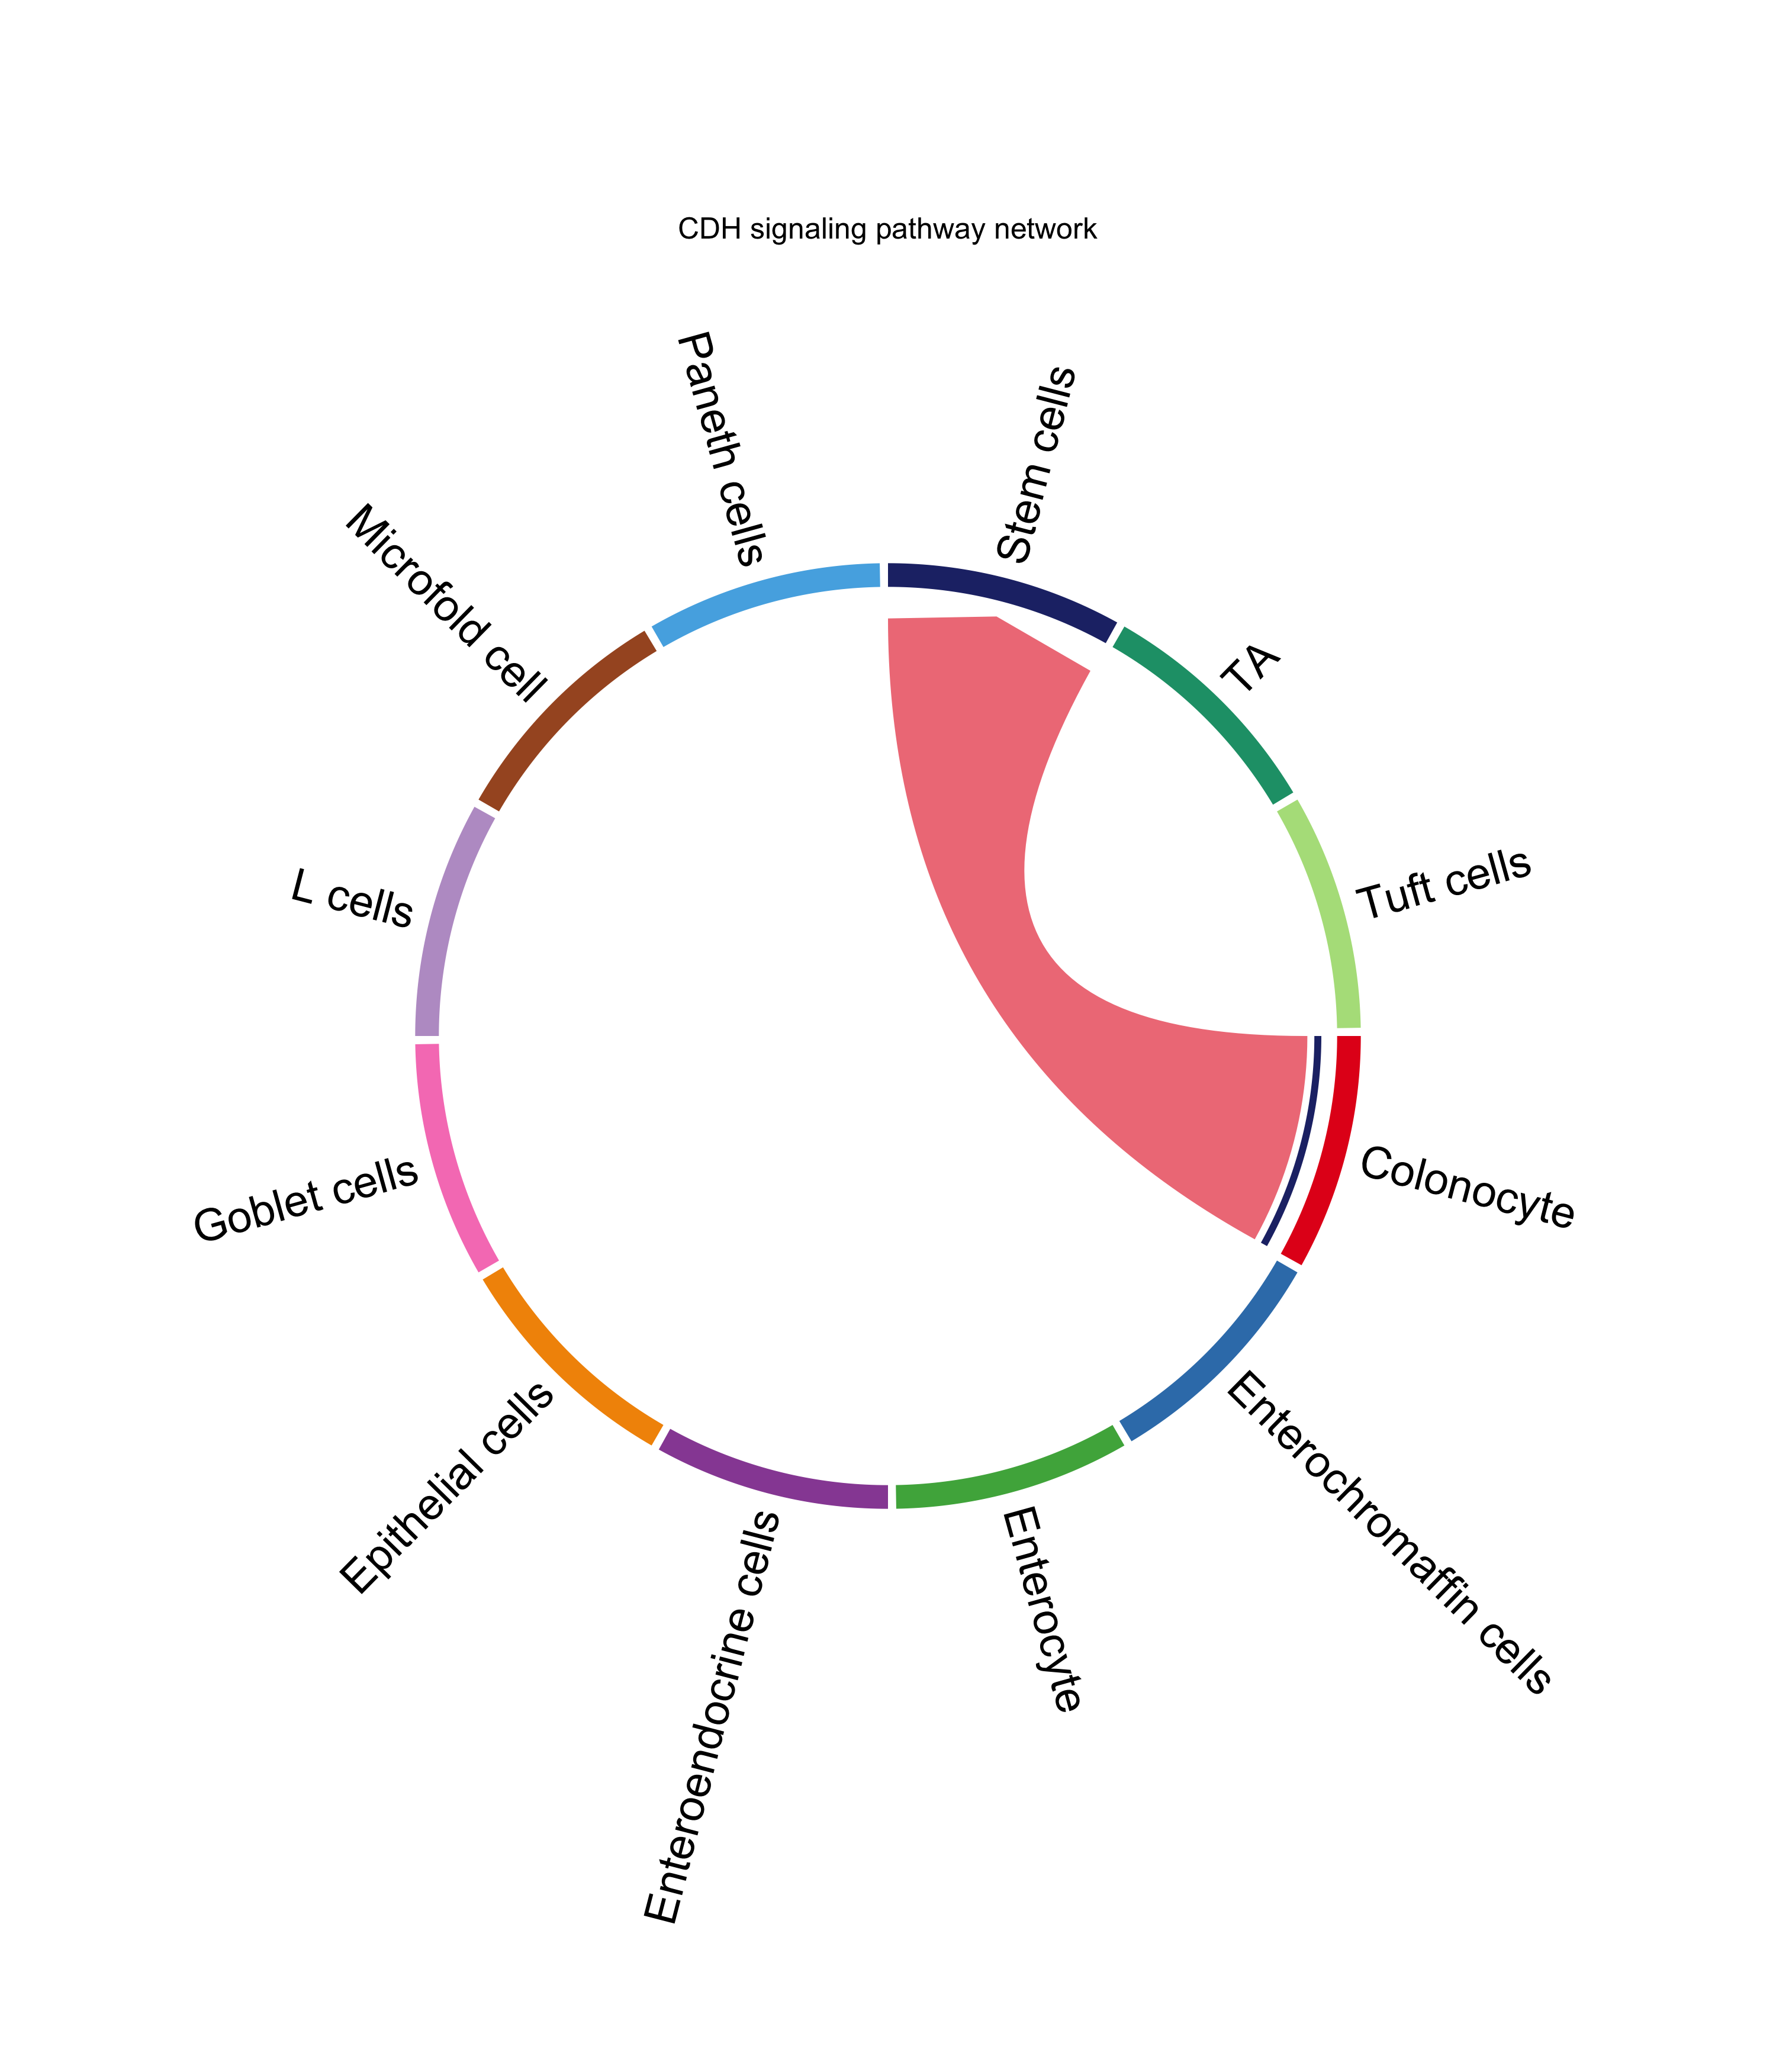 CDH signaling pathway network
Paneth cells
Stem cells
Microfold cell
TA
L cells
Tuft cells
Goblet cells
Colonocyte
Epithelial cells
Enterochromaffin cells
Enteroendocrine cells
Enterocyte